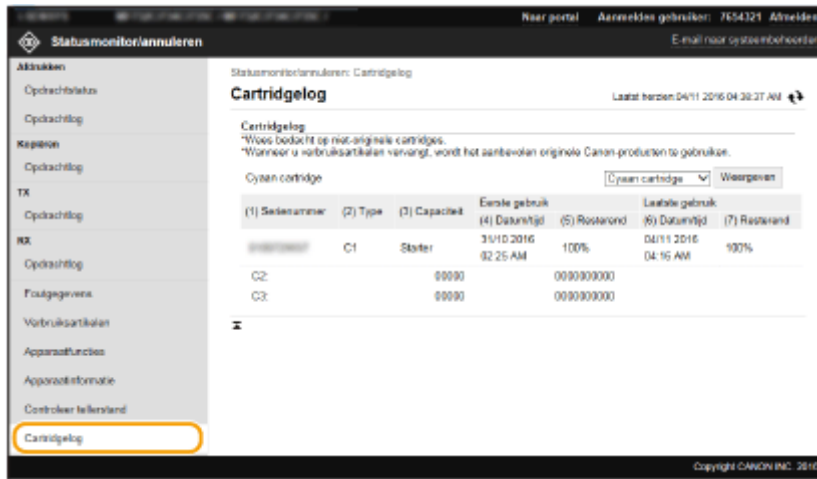 Naar portal Aanmelden gebruiker: 7654321 Afmelden
Statusmonitor/annuleren
E-mail naar systeembeheerder
Afdrukken
Opdrachtstatus
Opdrachtlog
Kopiëren
Opdrachtlog
TX
Opdrachtlog
RX
Opdrachtlog
Foutgegevens
Verbruiksartikelen
Apparaatfuncties
Apparaatinformatie
Controleer tellerstand
Cartridgelog
Statusmonitor/annuleren: Cartridgelog
Cartridgelog
Laatst herzien:04/11 2016 04:38:37 AM
Cartridgelog
*Wees bedacht op niet-originele cartridges.
*Wanneer u verbruiksartikelen vervangt, wordt het aanbevolen originele Canon-producten te gebruiken.
Cyaan cartridge Cyaan cartridge Weergeven
(1) Serienummer (2) Type (3) Capaciteit Eerste gebruik Laatste gebruik
(4) Datum/tijd (5) Resterend (6) Datum/tijd (7) Resterend
C1 Starter 31/10 2016 02:25 AM 100% 04/11 2016 04:16 AM 100%
C2: 00000 0000000000
C3: 00000 0000000000
Copyright CANON INC. 2016